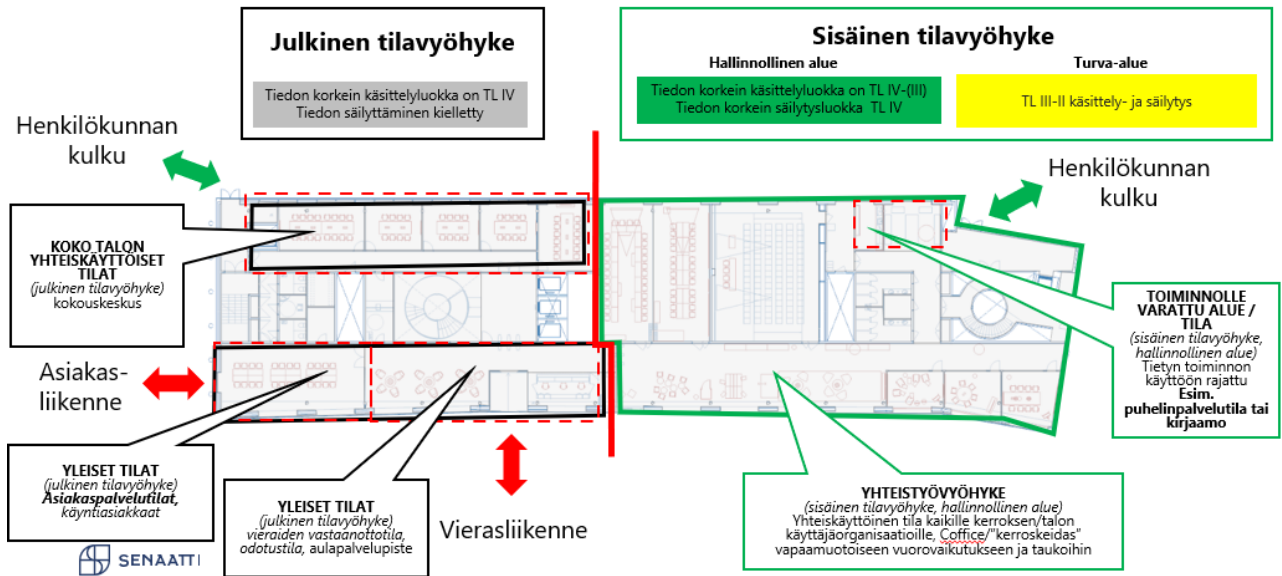 Julkinen tilavyöhyke
Tiedon korkein käsittelyluokka on TL IV
Tiedon säilyttäminen kielletty
Sisäinen tilavyöhyke
Hallinnollinen alue
Tiedon korkein käsittelyluokka on TL IV-(III)
Tiedon korkein säilytysluokka TL IV
Turva-alue
TL III-II käsittely- ja säilytys
Henkilökunnan
kulku
Henkilökunnan
kulku
KOKO TALON
YHTEISKÄYTTÖISET
TILAT
(julkinen tilavyöhyke)
kokouskeskus
TOIMINNOLLE
VARATTU ALUE /
TILA
(sisäinen tilavyöhyke,
hallinnollinen alue)
Tietyn toiminnon
käyttöön rajattu
Esim.
puhelinpalvelutila tai
kirjaamo
Asiakas-
liikenne
YLEISET TILAT
(julkinen tilavyöhyke)
Asiakaspalvelutilat,
käyntiasiakkaat
YLEISET TILAT
(julkinen tilavyöhyke)
vieraiden vastaanottotila,
odotustila, aulapalvelupiste
Vierasliikenne
YHTEISTYÖVYÖHYKE
(sisäinen tilavyöhyke, hallinnollinen alue)
Yhteiskäyttöinen tila kaikille kerroksen/talon
käyttäjäorganisaatioille, Coffice/"kerroskeidas"
vapaamuotoiseen vuorovaikutukseen ja taukoihin
SENAATTI